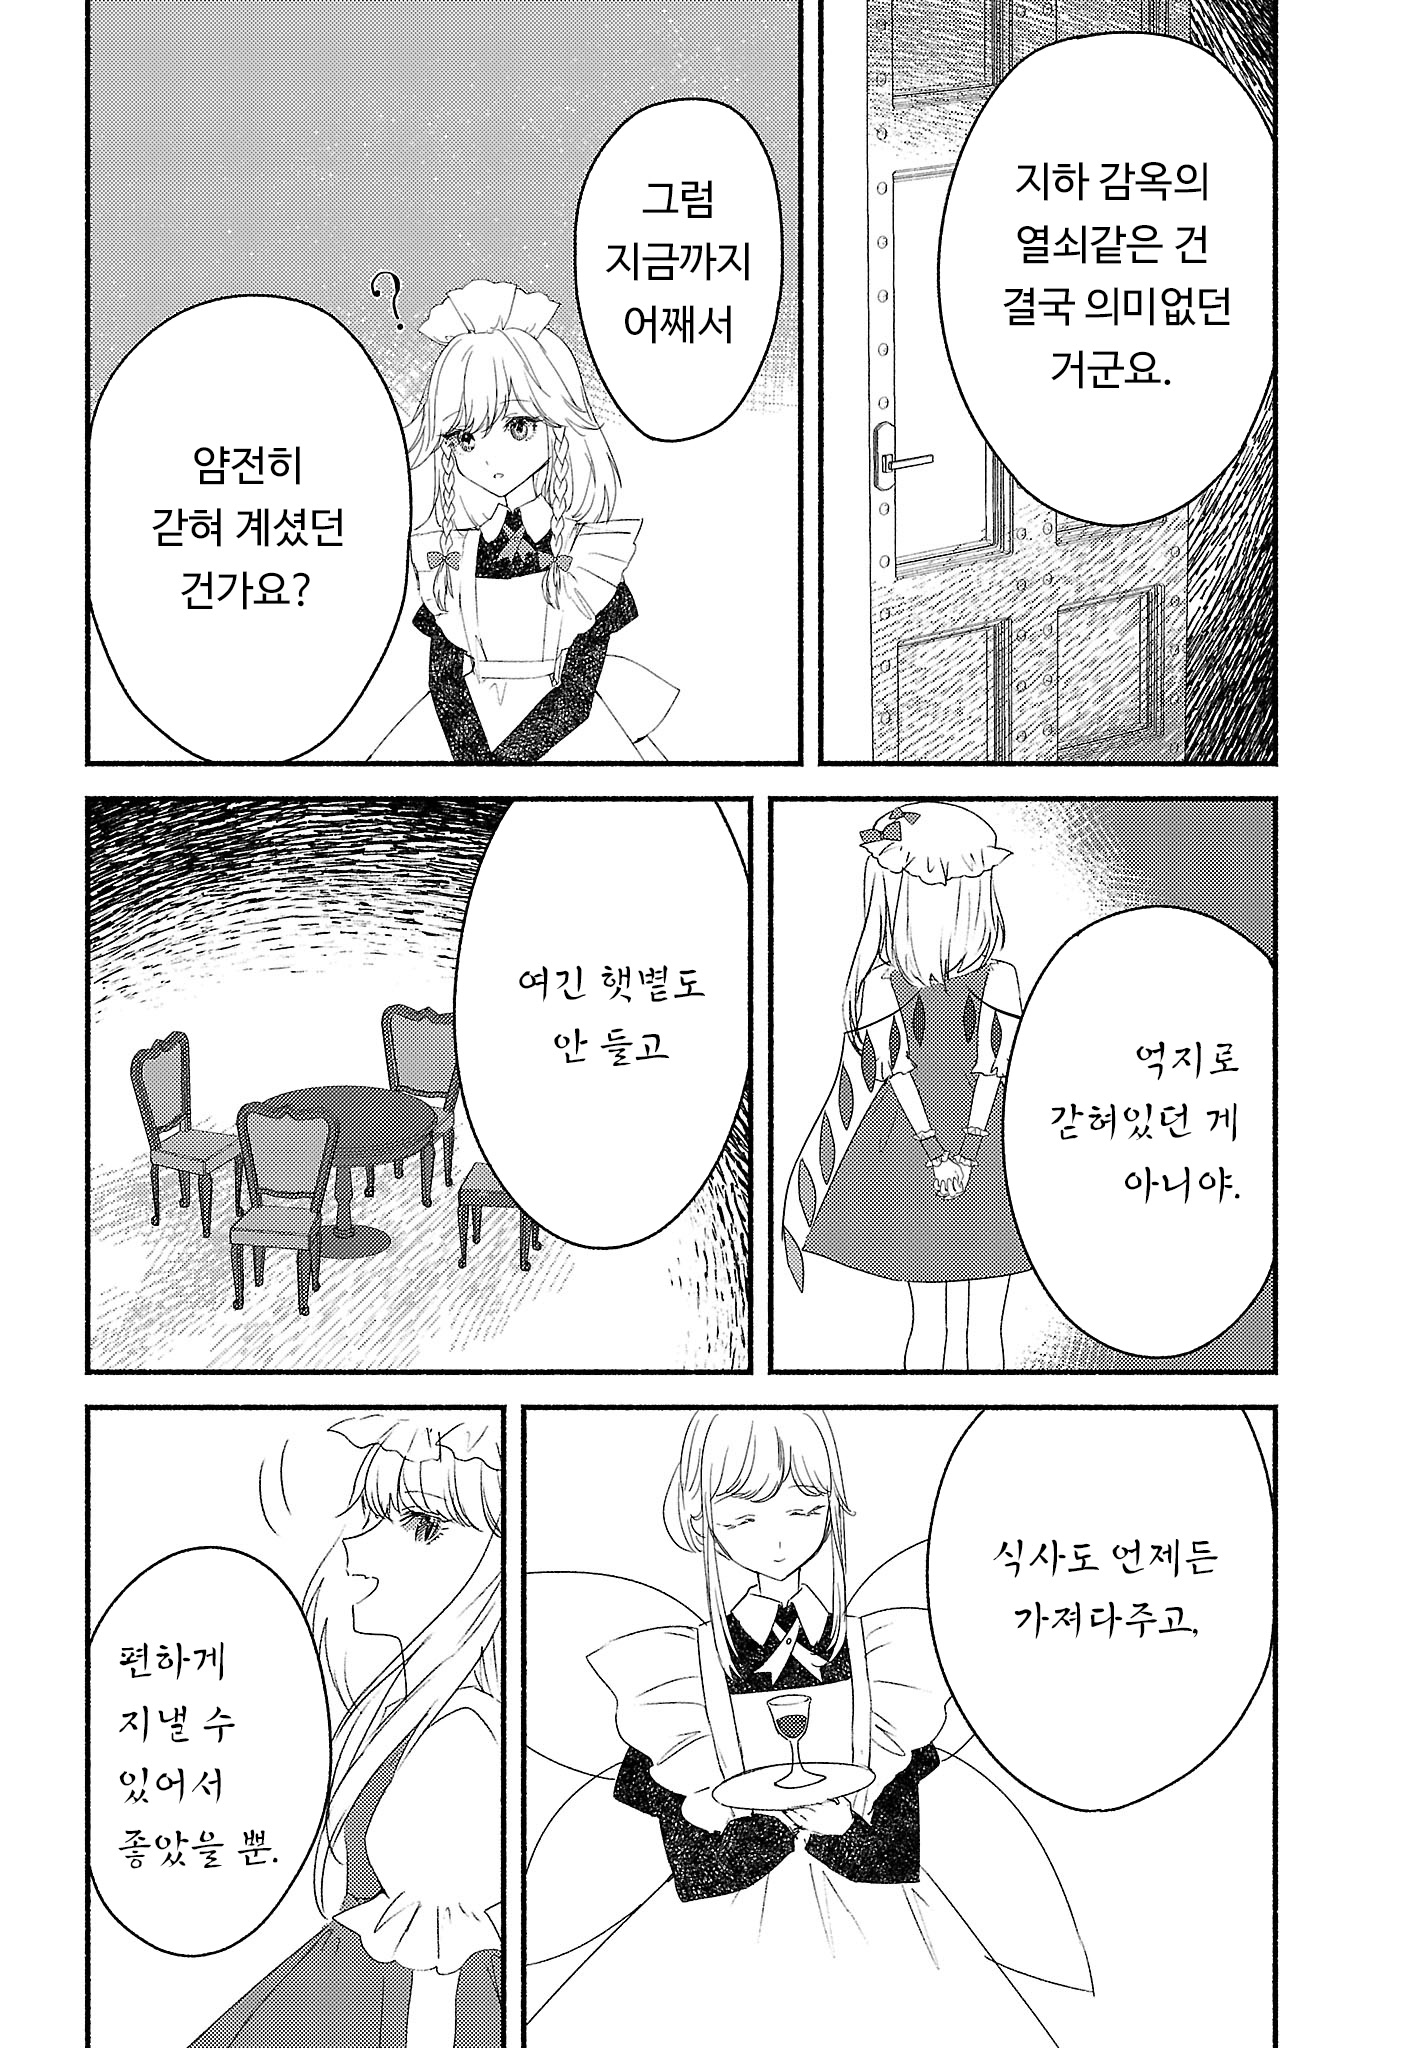 지하 감옥의
열쇠같은 건
결국 의미없던
거군요.
그럼
지금까지
어째서
?
얌전히
갇혀 계셨던
건가요?
억지로
갇혀있던 게
아니야.
여긴 햇볕도
안 들고
식사도 언제든
가져다주고,
편하게
지낼 수
있어서
좋았을 뿐.